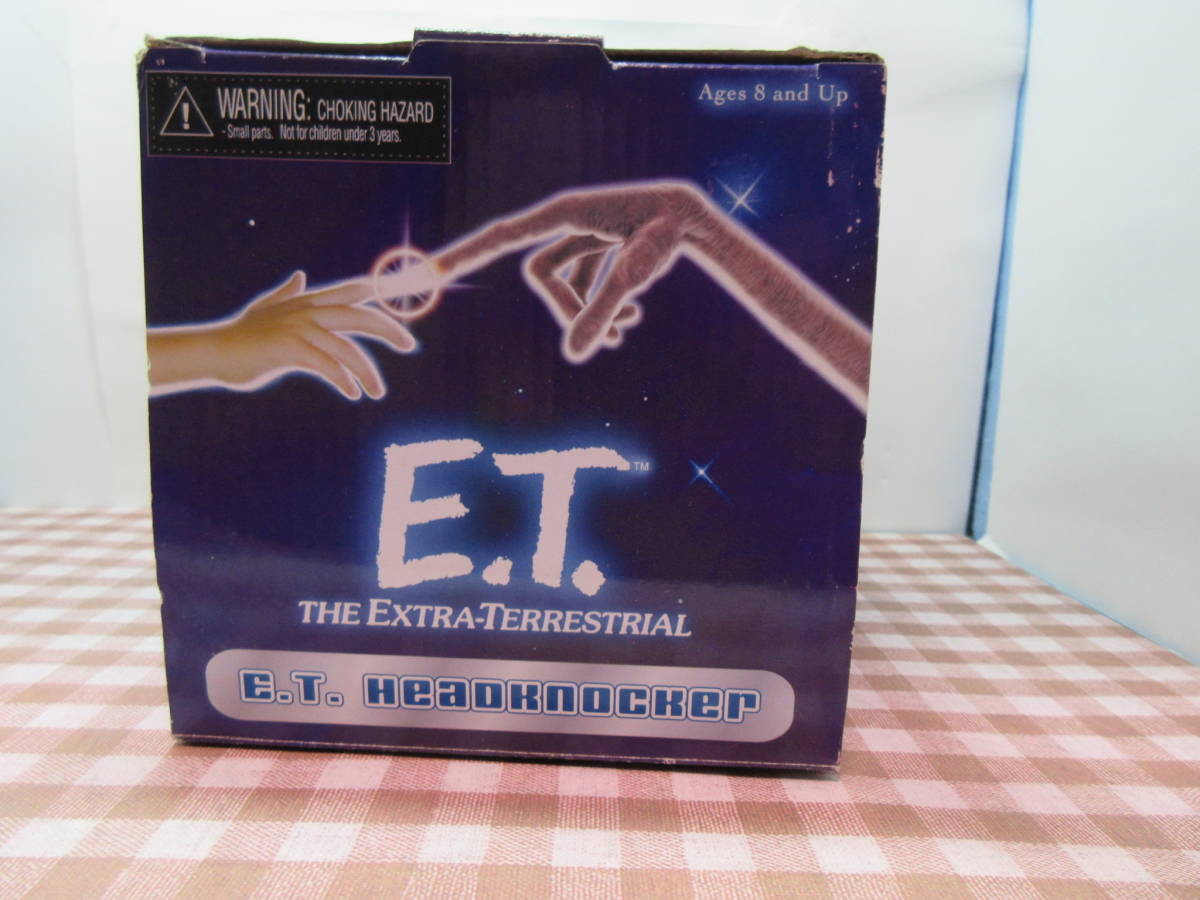 WARNING: CHOKING HAZARD
- Small parts. Not for children under 3 years.
Ages 8 and Up
E.T.™
THE EXTRA-TERRESTRIAL
E.T. HEADKNOCKER